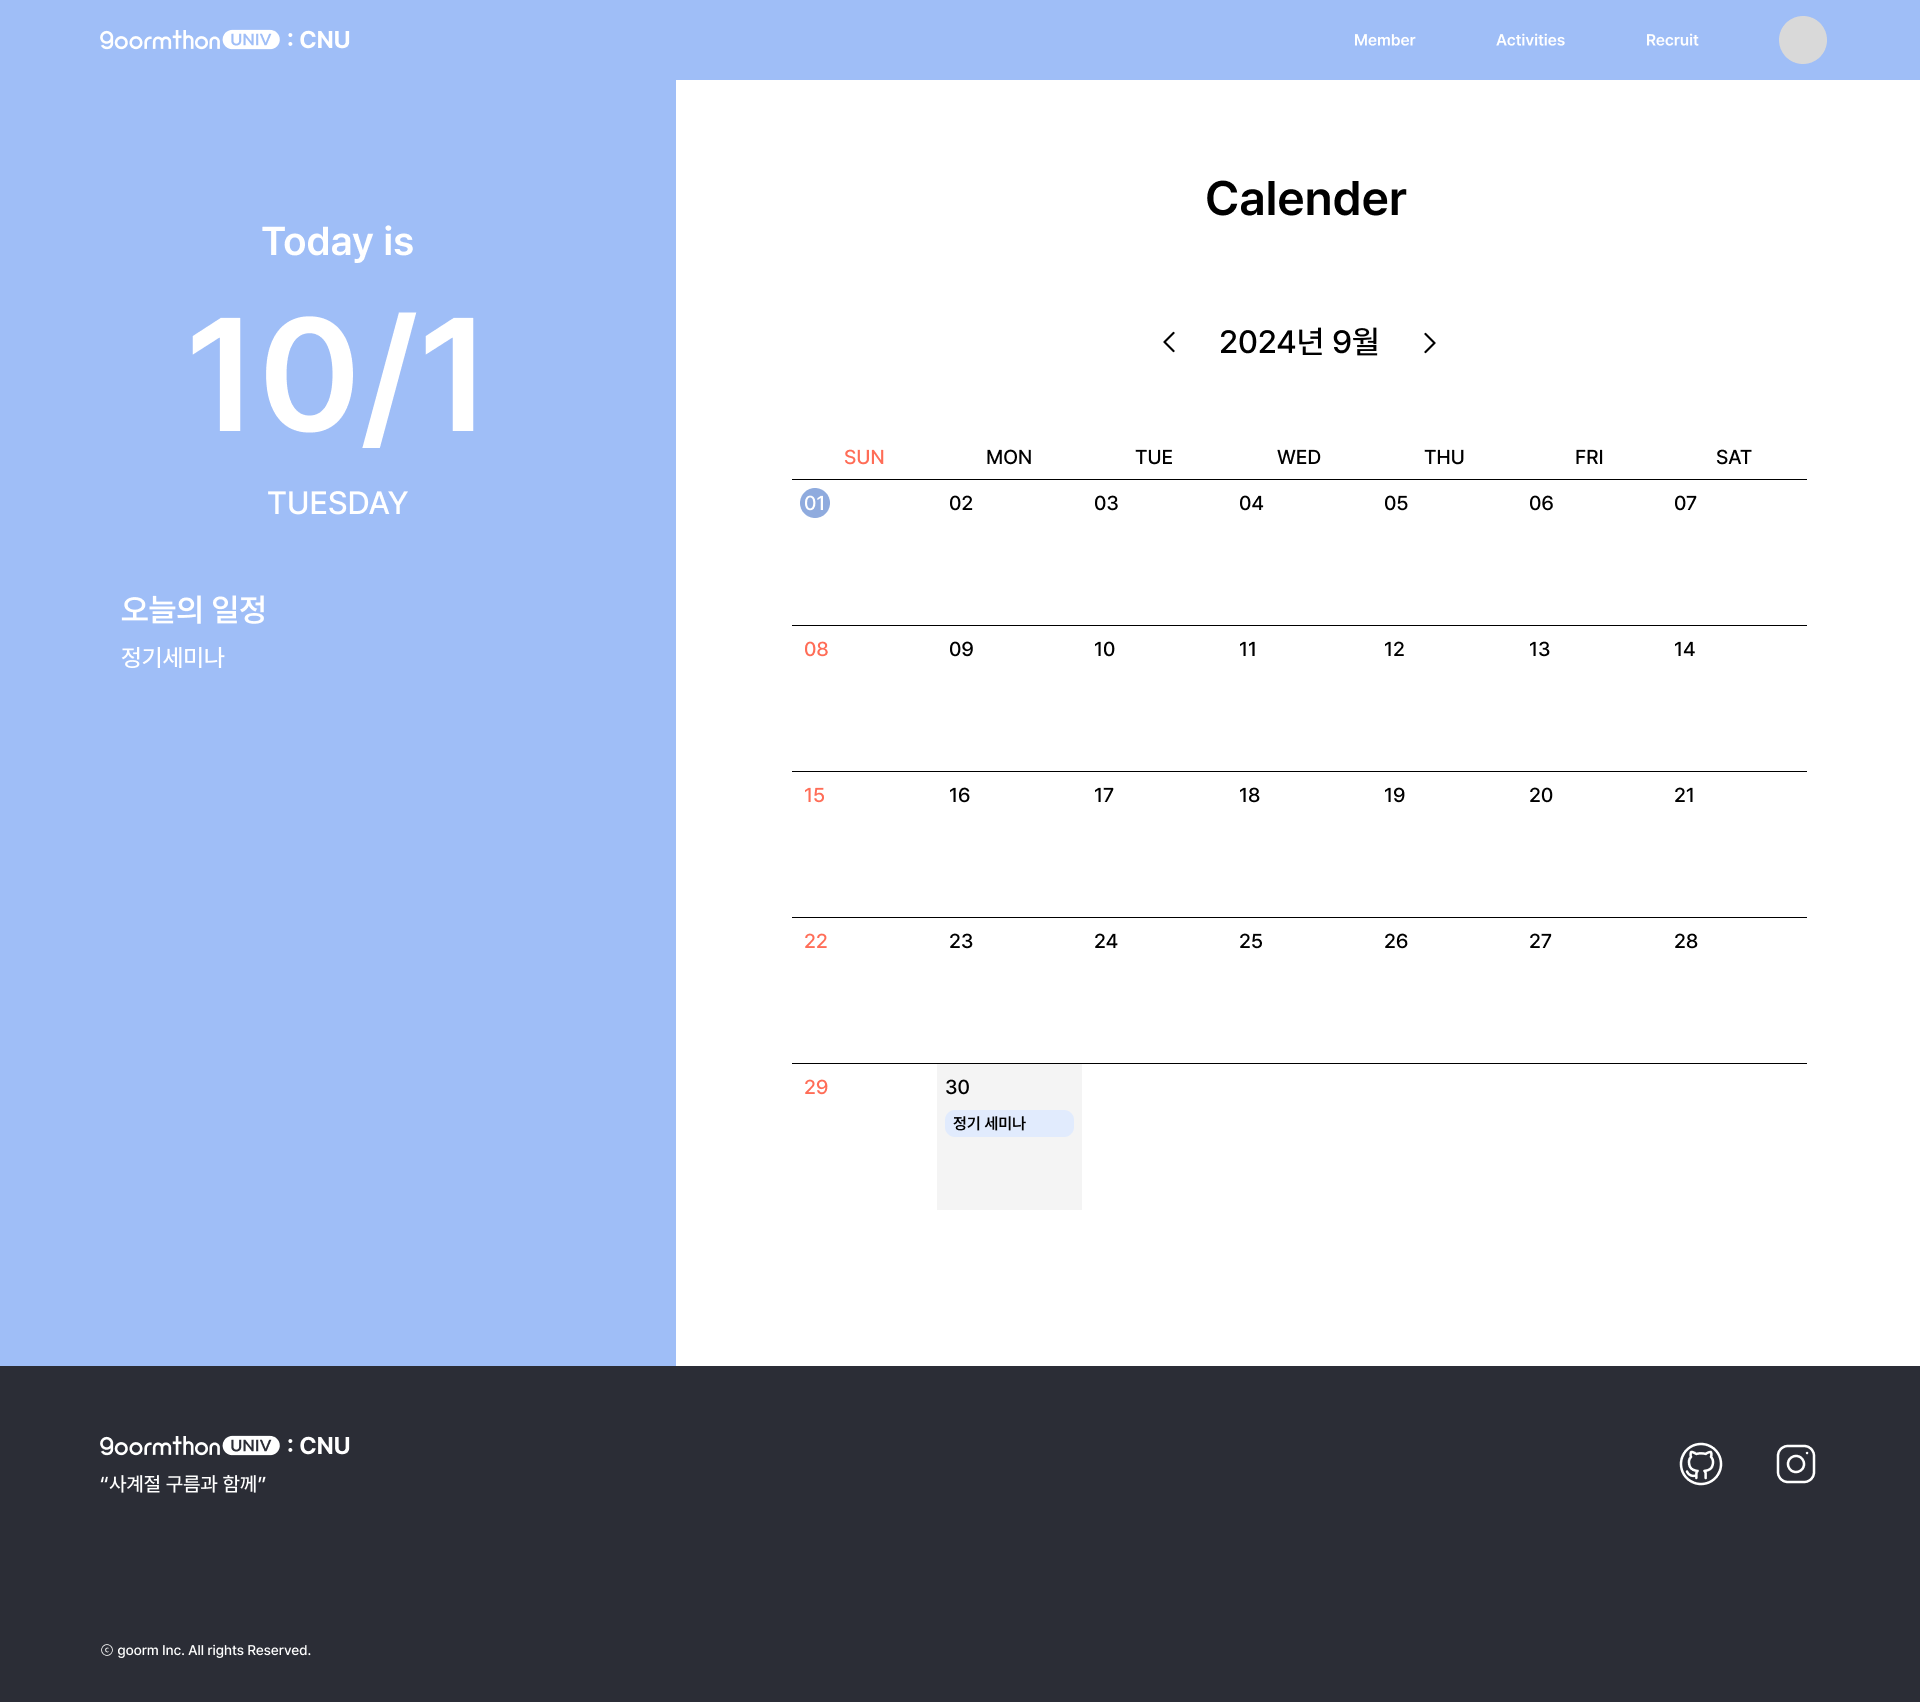 9oormthon UNIV : CNU
Member Activities Recruit
Today is
10/1
TUESDAY
오늘의 일정
정기세미나
Calender
2024년 9월
SUN MON TUE WED THU FRI SAT
01 02 03 04 05 06 07
08 09 10 11 12 13 14
15 16 17 18 19 20 21
22 23 24 25 26 27 28
29 30
정기 세미나
9oormthon UNIV : CNU
“사계절 구름과 함께”
ⓒ goorm Inc. All rights Reserved.